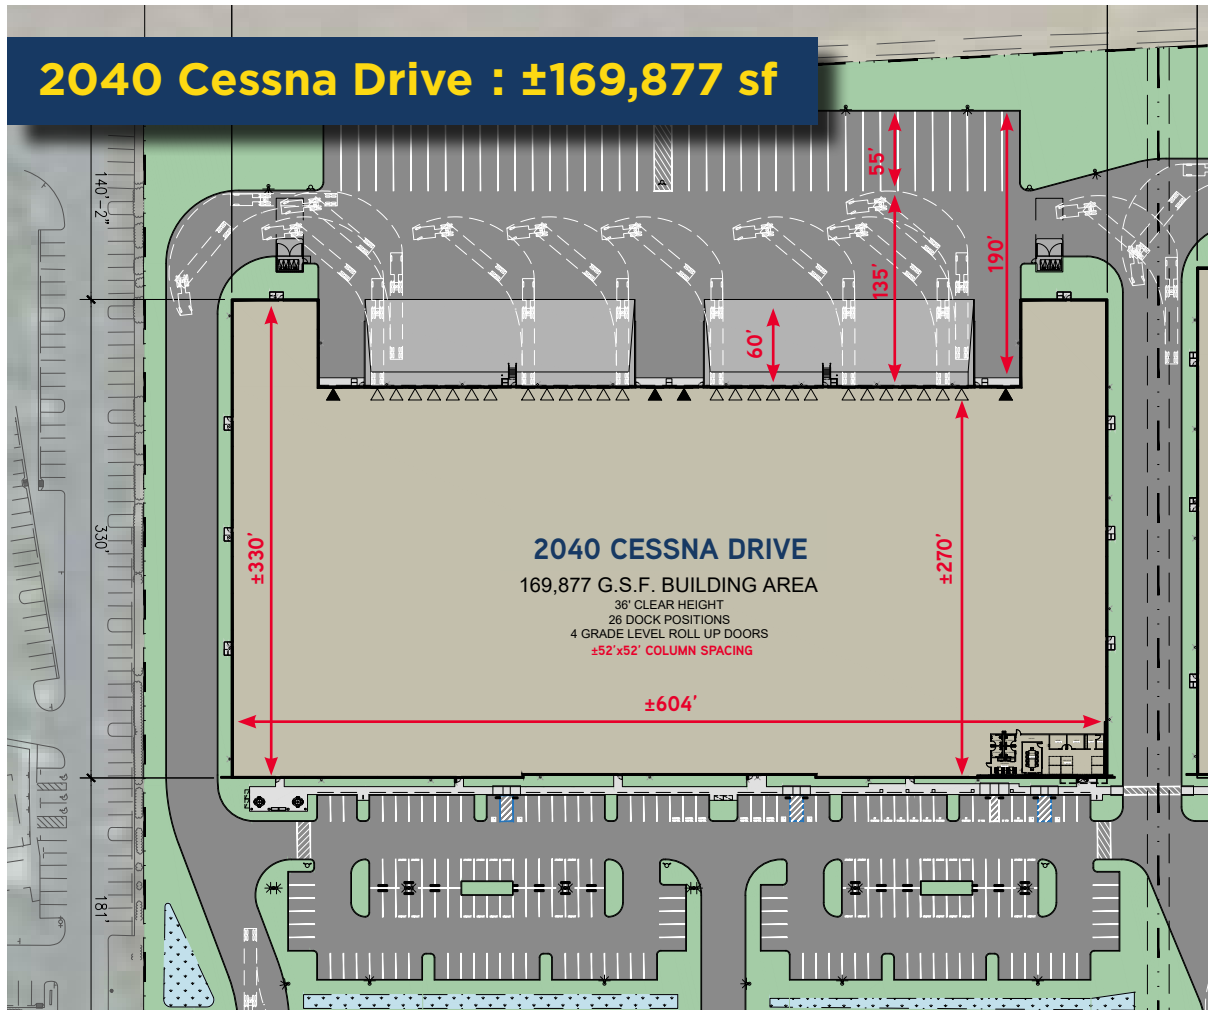 2040 Cessna Drive : ±169,877 sf
140'-2"
55'
135'
190'
60'
±330'
330'
±270'
2040 CESSNA DRIVE
169,877 G.S.F. BUILDING AREA
36' CLEAR HEIGHT
26 DOCK POSITIONS
4 GRADE LEVEL ROLL UP DOORS
±52'x52' COLUMN SPACING
±604'
181'